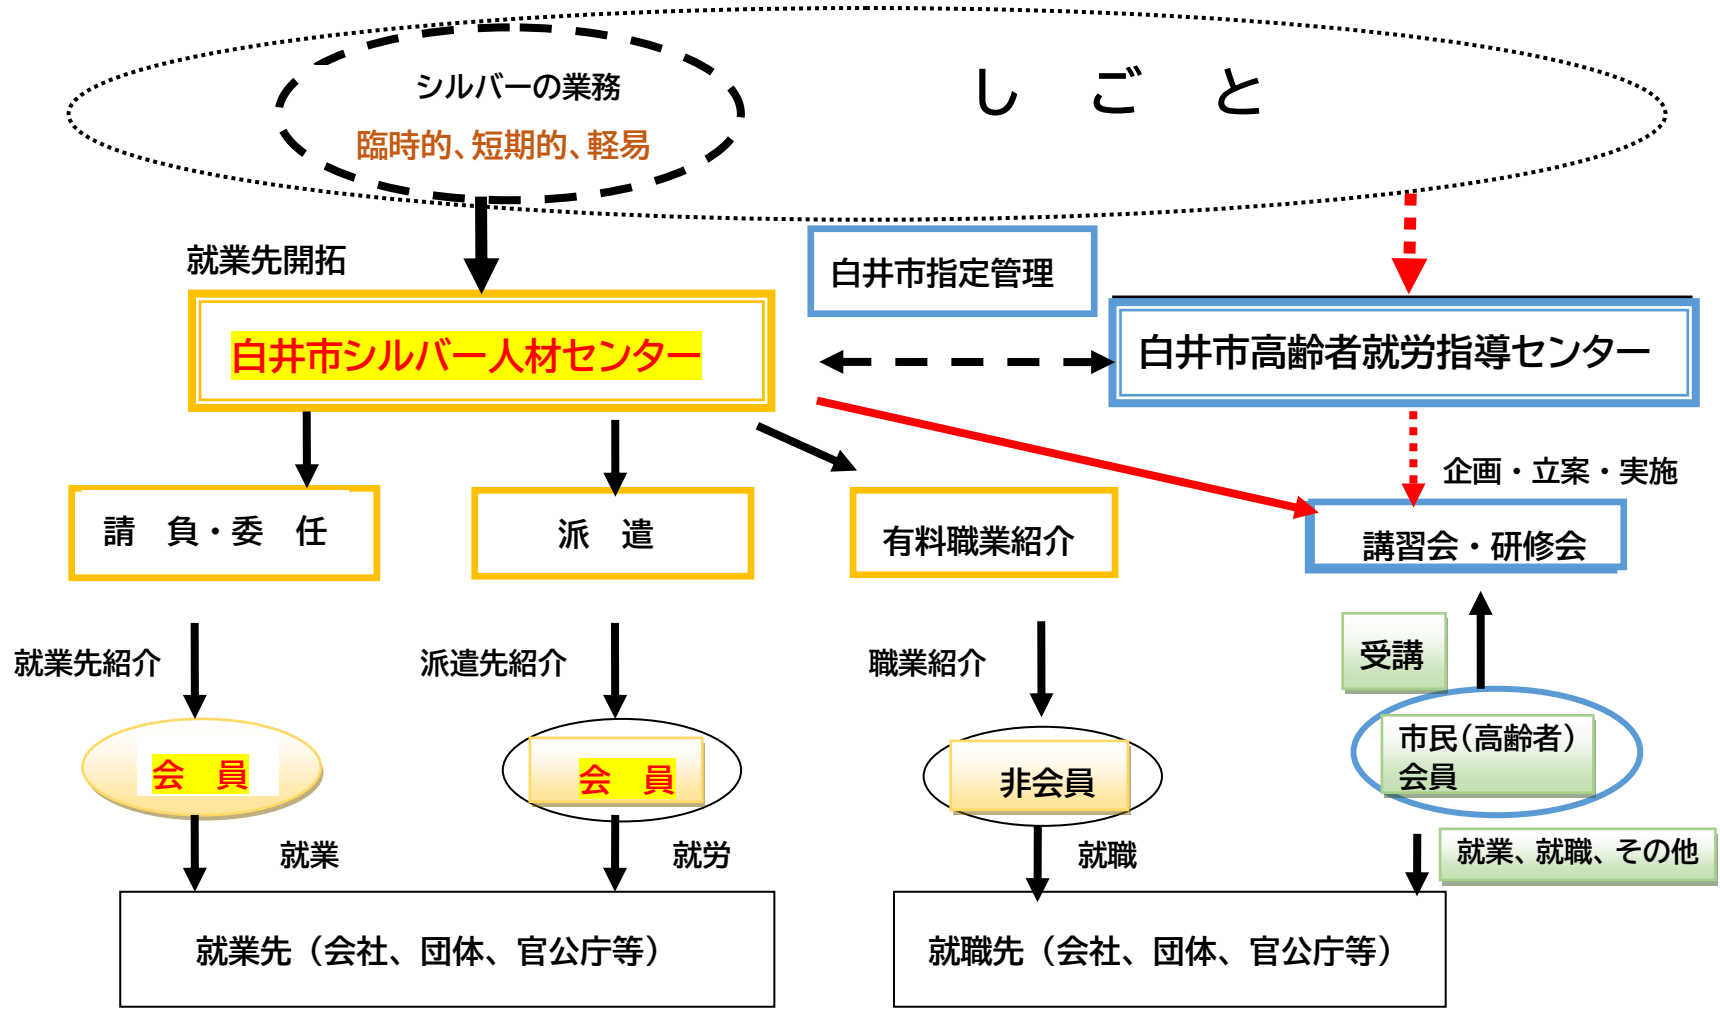 シルバーの業務
し　ご　と
臨時的、短期的、軽易
就業先開拓
白井市指定管理
白井市シルバー人材センター
白井市高齢者就労指導センター
企画・立案・実施
請　負・委　任
派　遣
有料職業紹介
講習会・研修会
就業先紹介
派遣先紹介
職業紹介
受講
会　員
会　員
非会員
市民（高齢者）
会員
就業
就労
就職
就業、就職、その他
就業先（会社、団体、官公庁等）
就職先（会社、団体、官公庁等）